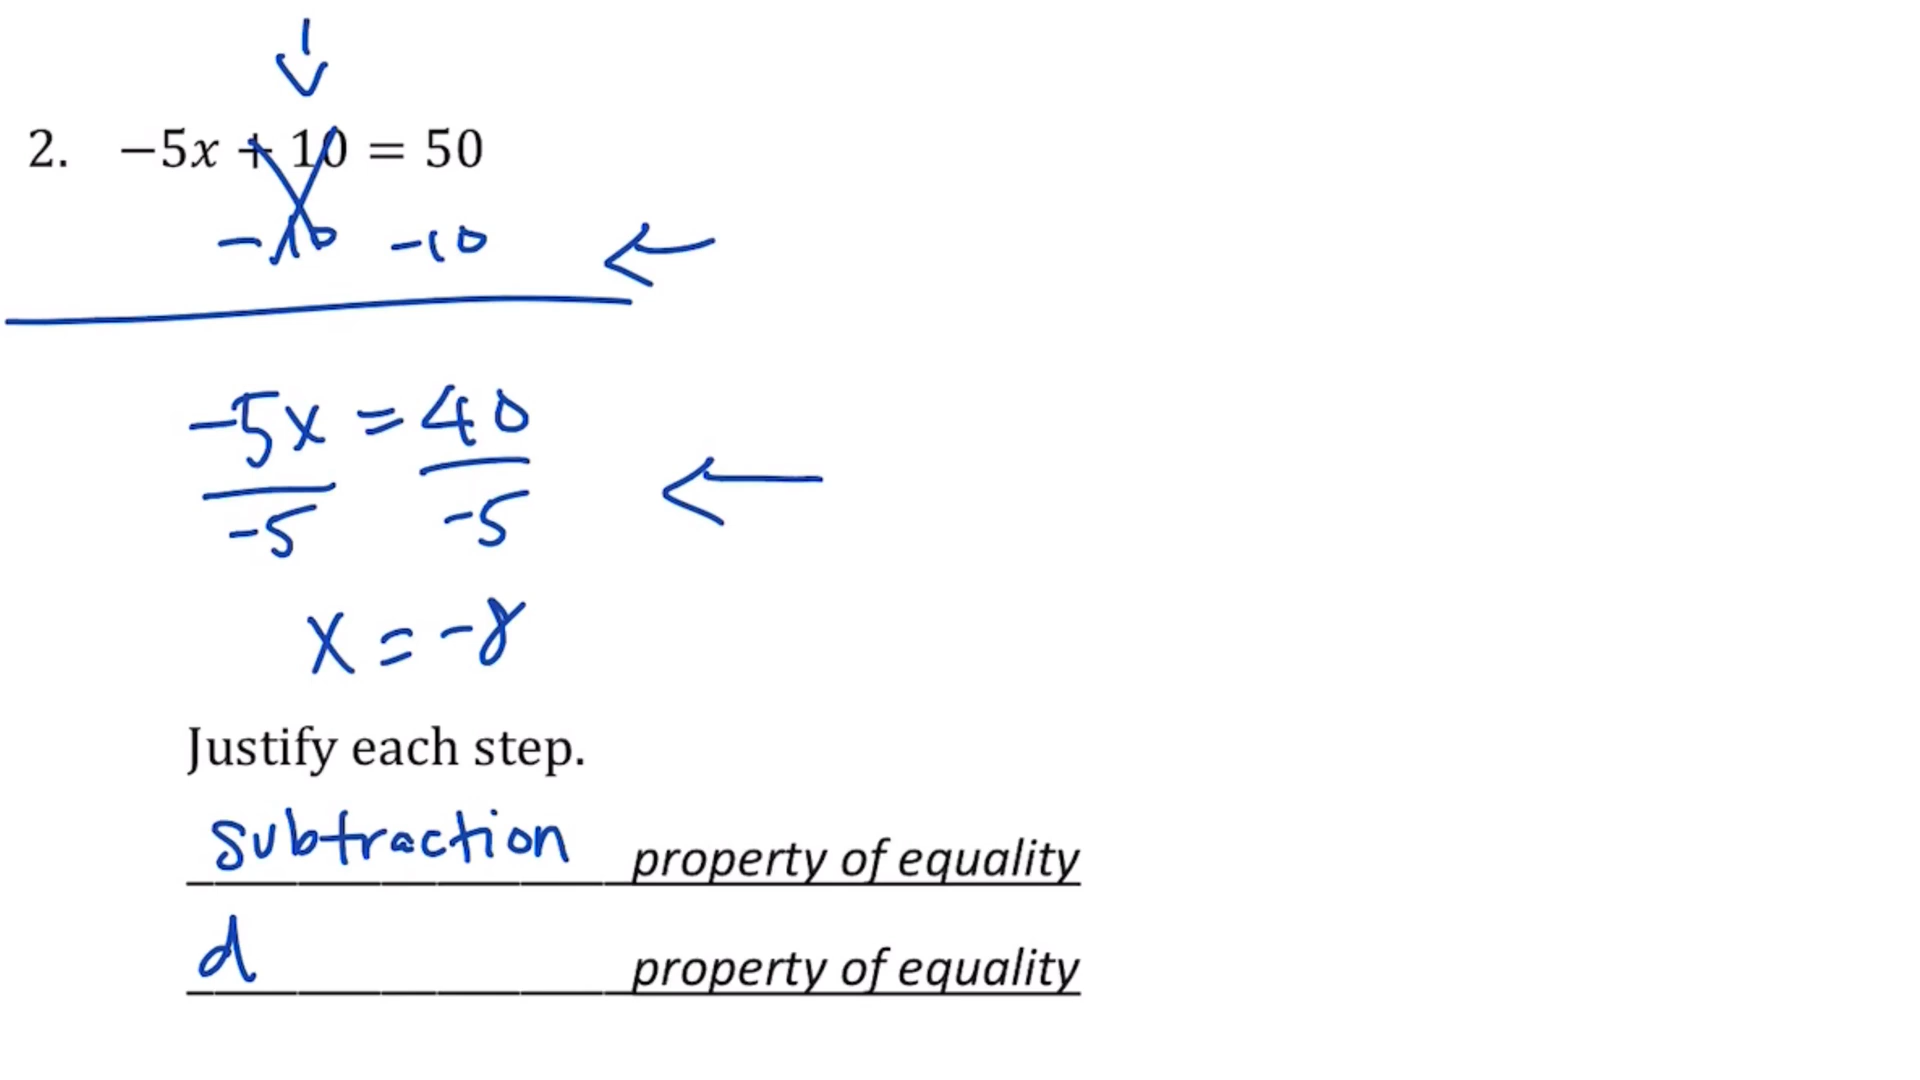 2. −5x + 10 = 50
-10 -10
-5x = 40
-5 -5
x = -8
Justify each step.
subtraction property of equality
d property of equality